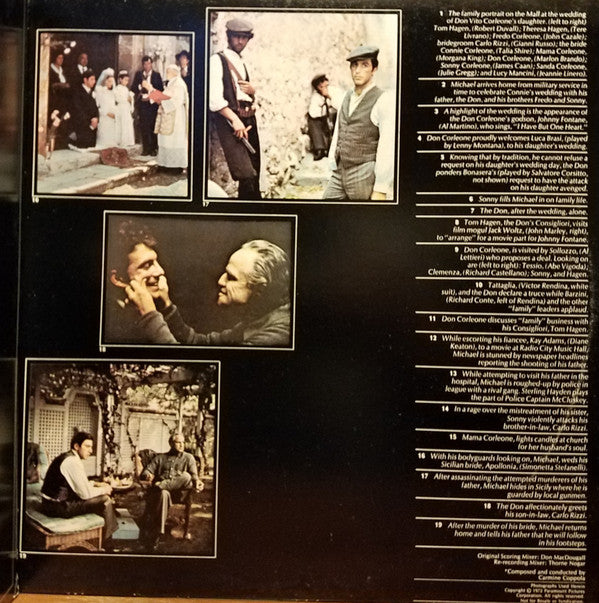 1 The family portrait on the Mall at the wedding
of Don Vito Corleone's daughter. (left to right)
Tom Hagen, (Robert Duvall); Theresa Hagen, (Tere
Livrano); Fredo Corleone, (John Cazale);
bridegroom Carlo Rizzi, (Gianni Russo); the bride
Connie Corleone, (Talia Shire); Mama Corleone,
(Morgana King); Don Corleone, (Marlon Brando);
Sonny Corleone, (James Caan); Sanda Corleone,
(Julie Gregg); and Lucy Mancini, (Jeannie Linero).
2 Michael arrives home from military service in
time to celebrate Connie's wedding with his
father, the Don, and his brothers Fredo and Sonny.
3 A highlight of the wedding is the appearance of
the Don Corleone's godson, Johnny Fontane,
(Al Martino), who sings, "I Have But One Heart."
4 Don Corleone proudly welcomes Luca Brasi, (played
by Lenny Montana), to his daughter's wedding.
5 Knowing that by tradition, he cannot refuse a
request on his daughter's wedding day, the Don
ponders Bonasera's (played by Salvatore Corsitto,
not shown) request to have the attack
on his daughter avenged.
6 Sonny fills Michael in on family life.
7 The Don, after the wedding, alone.
8 Tom Hagen, the Don's Consigliyi, visits
film mogul Jack Woltz, (John Marley, right),
to "arrange" for a movie part for Johnny Fontane.
9 Don Corleone, is visited by Sollozzo, (Al
Lettieri) who proposes a deal. Looking on
are (left to right): Tessio, (Abe Vigoda);
Clemenza, (Richard Castellano); Sonny, and Hagen.
10 Tattaglia, (Victor Rendina, white
suit), and the Don declare a truce while Barzini,
(Richard Conte, left of Rendina) and the other
"family" leaders applaud.
11 Don Corleone discusses "family" business with
his Consigliyi, Tom Hagen.
12 While escorting his fiancee, Kay Adams, (Diane
Keaton), to a movie at Radio City Music Hall,
Michael is stunned by newspaper headlines
reporting the shooting of his father.
13 While attempting to visit his father in the
hospital, Michael is roughed-up by police in
league with a rival gang. Sterling Hayden plays
the part of Police Captain McCluskey.
14 In a rage over the mistreatment of his sister,
Sonny violently attacks his
brother-in-law, Carlo Rizzi.
15 Mama Corleone, lights candles at church
for her husband's soul.
16 With his bodyguards looking on, Michael, weds his
Sicilian bride, Apollonia, (Simonetta Stefanelli).
17 After assassinating the attempted murderers of his
father, Michael hides in Sicily where he is
guarded by local gunmen.
18 The Don affectionately greets
his son-in-law, Carlo Rizzi.
19 After the murder of his bride, Michael returns
home and tells his father that he will follow
in his footsteps.
Original Scoring Mixer: Don MacDougall
Re-recording Mixer: Thorne Nogar
*Composed and conducted by
Carmine Coppola
Photographs Used Herein
Copyright © 1972 Paramount Pictures
Corporation. All rights reserved.
Not for Resale or Syndication.
16
17
18
19